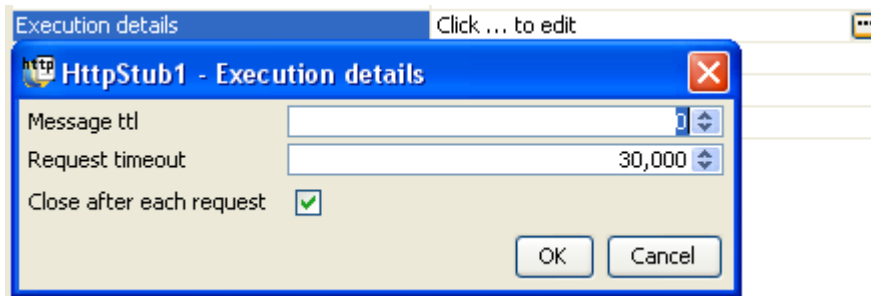 Execution details Click ... to edit ...
http HttpStub1 - Execution details
Message ttl 0
Request timeout 30,000
Close after each request
OK Cancel